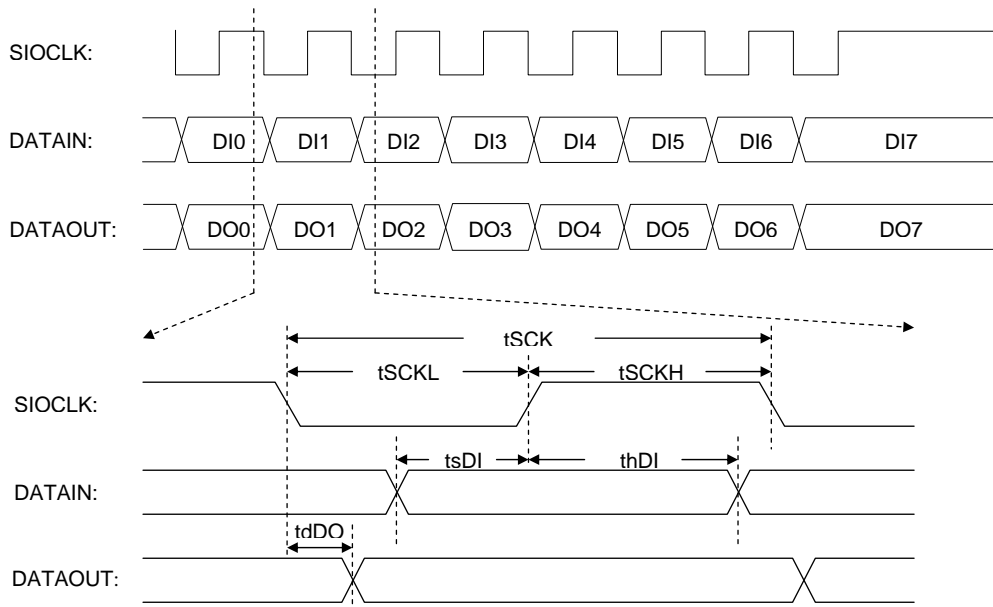 SIOCLK:
DATAIN: DI0 DI1 DI2 DI3 DI4 DI5 DI6 DI7
DATAOUT: DO0 DO1 DO2 DO3 DO4 DO5 DO6 DO7
tSCK
tSCKL tSCKH
SIOCLK:
tsDI thDI
DATAIN:
tdDO
DATAOUT: